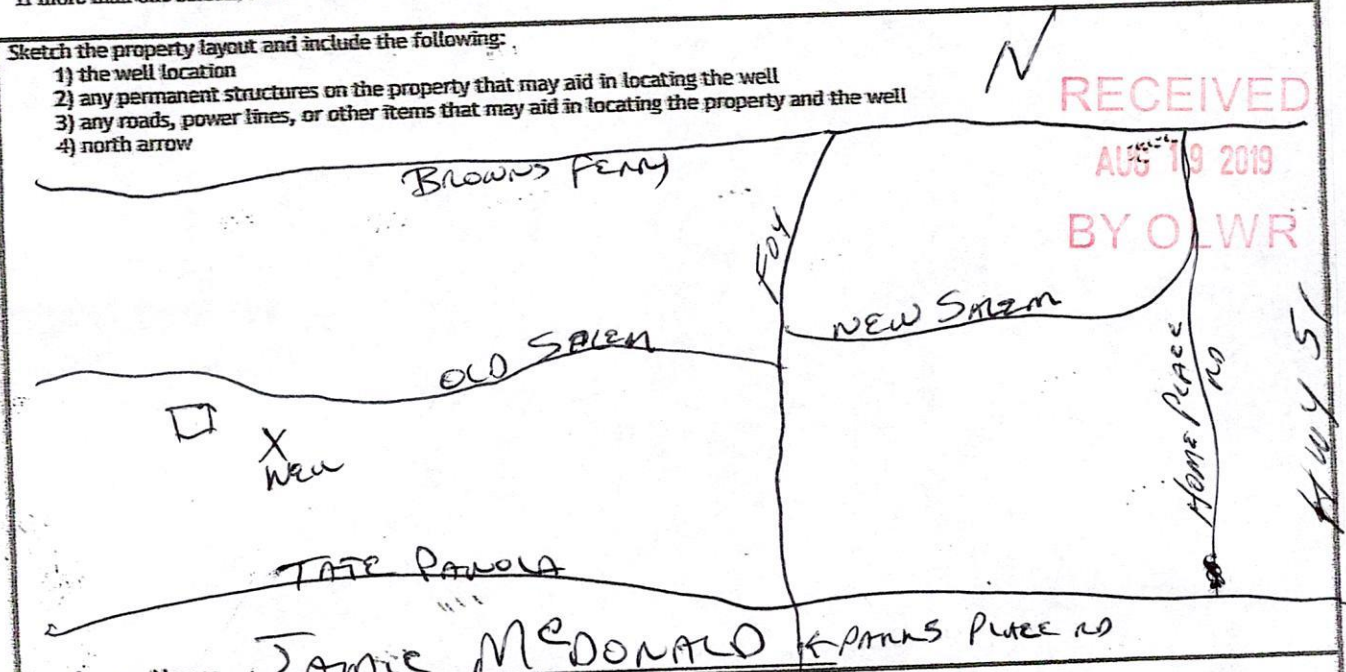 Sketch the property layout and include the following:
1) the well location
2) any permanent structures on the property that may aid in locating the well
3) any roads, power lines, or other items that may aid in locating the property and the well
4) north arrow
N
RECEIVED
AUG 19 2019
BY OLWR
BROWNS FERRY
FOY
NEW SALEM
OLD SALEM
HOME PLACE RD
HWY 51
X
WELL
TATE PANOLA
JAMIE McDONALD
PARKS PLACE RD